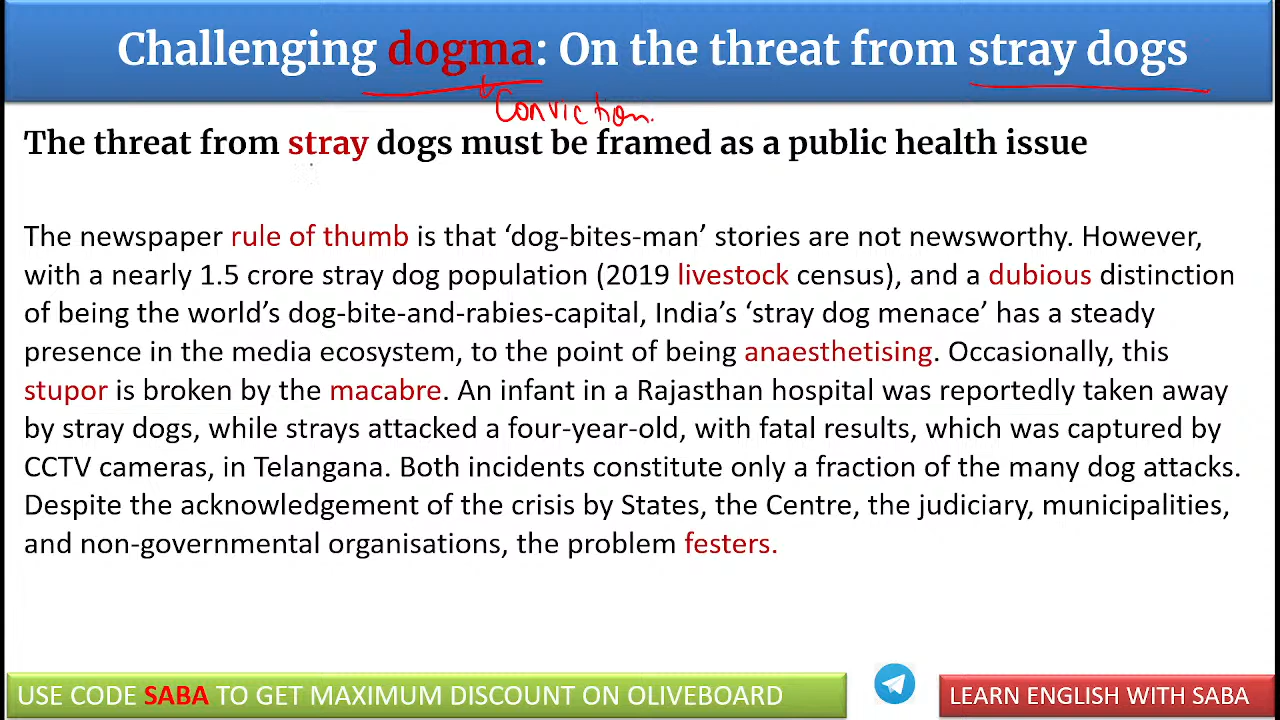 Challenging dogma: On the threat from stray dogs
Conviction.
The threat from stray dogs must be framed as a public health issue
The newspaper rule of thumb is that ‘dog-bites-man’ stories are not newsworthy. However,
with a nearly 1.5 crore stray dog population (2019 livestock census), and a dubious distinction
of being the world’s dog-bite-and-rabies-capital, India’s ‘stray dog menace’ has a steady
presence in the media ecosystem, to the point of being anaesthetising. Occasionally, this
stupor is broken by the macabre. An infant in a Rajasthan hospital was reportedly taken away
by stray dogs, while strays attacked a four-year-old, with fatal results, which was captured by
CCTV cameras, in Telangana. Both incidents constitute only a fraction of the many dog attacks.
Despite the acknowledgement of the crisis by States, the Centre, the judiciary, municipalities,
and non-governmental organisations, the problem festers.
USE CODE SABA TO GET MAXIMUM DISCOUNT ON OLIVEBOARD
LEARN ENGLISH WITH SABA